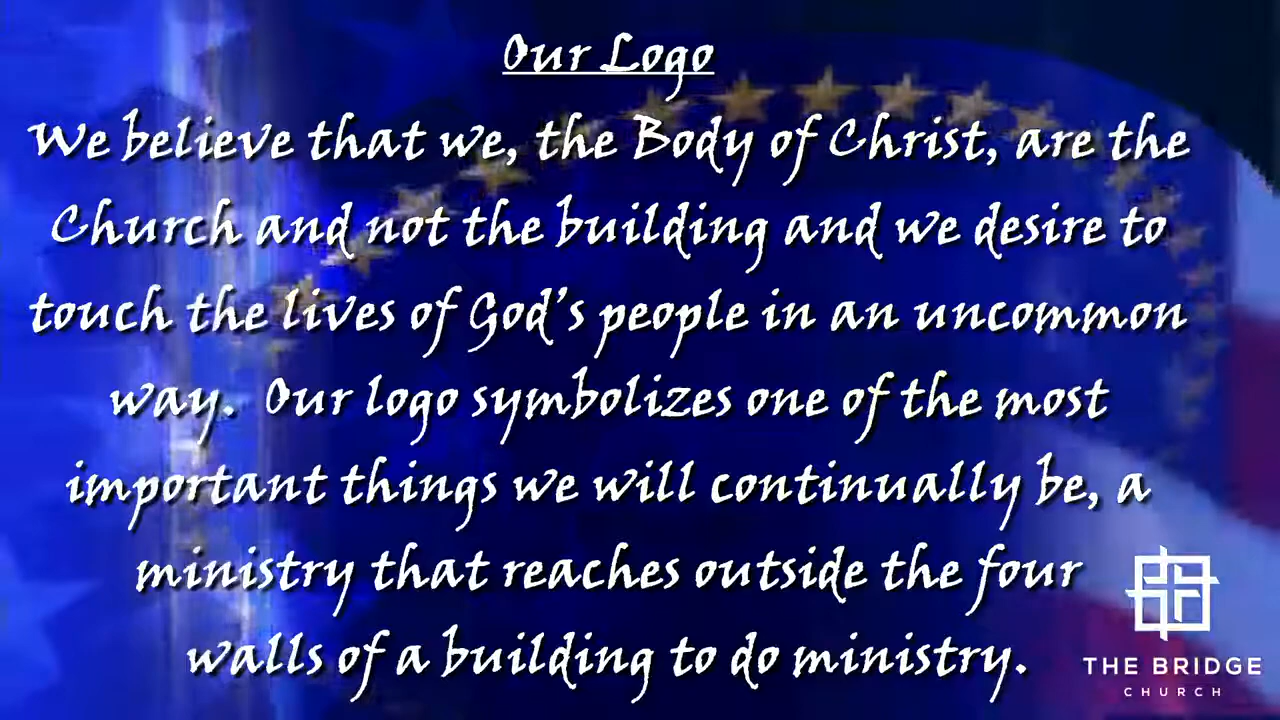 Our Logo
We believe that we, the Body of Christ, are the
Church and not the building and we desire to
touch the lives of God's people in an uncommon
way.  Our logo symbolizes one of the most
important things we will continually be, a
ministry that reaches outside the four
walls of a building to do ministry.
THE BRIDGE
CHURCH